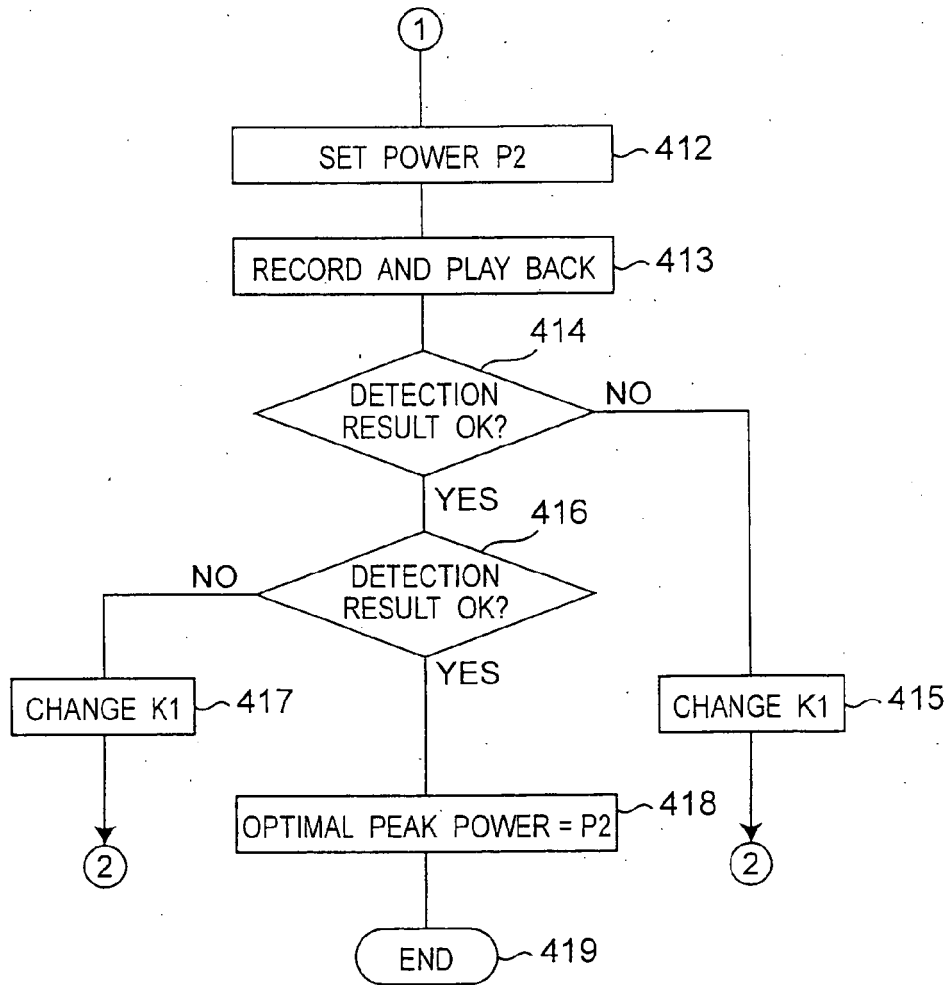 1
SET POWER P2
412
RECORD AND PLAY BACK
413
414
DETECTION
RESULT OK?
NO
YES
416
DETECTION
RESULT OK?
NO
YES
CHANGE K1
417
CHANGE K1
415
2
OPTIMAL PEAK POWER = P2
418
2
END
419